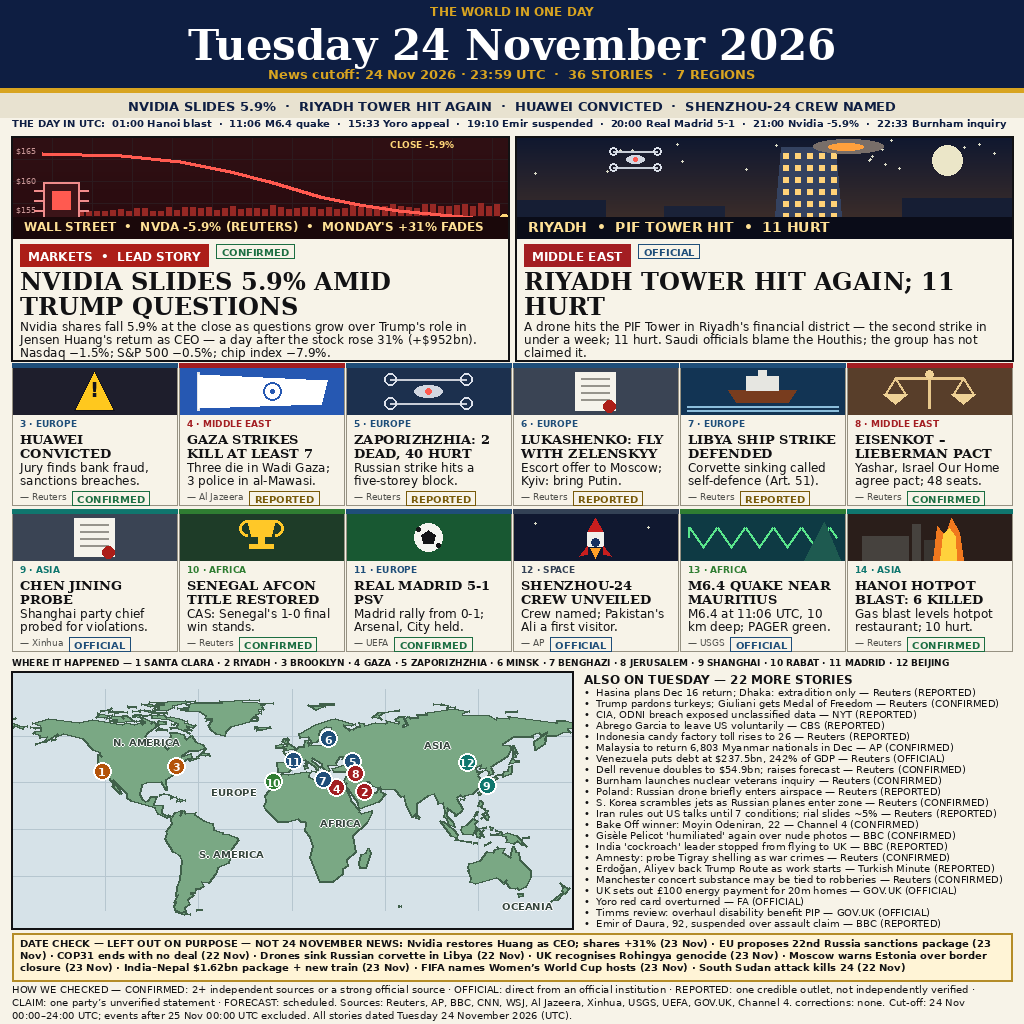 THE WORLD IN ONE DAY
Tuesday 24 November 2026
News cutoff: 24 Nov 2026 · 23:59 UTC · 36 STORIES · 7 REGIONS
NVIDIA SLIDES 5.9% · RIYADH TOWER HIT AGAIN · HUAWEI CONVICTED · SHENZHOU-24 CREW NAMED
THE DAY IN UTC: 01:00 Hanoi blast · 11:06 M6.4 quake · 15:33 Yoro appeal · 19:10 Emir suspended · 20:00 Real Madrid 5-1 · 21:00 Nvidia -5.9% · 22:33 Burnham inquiry
CLOSE -5.9%
$165
$160
$155
WALL STREET • NVDA -5.9% (REUTERS) • MONDAY'S +31% FADES
MARKETS • LEAD STORY
CONFIRMED
NVIDIA SLIDES 5.9% AMID
TRUMP QUESTIONS
Nvidia shares fall 5.9% at the close as questions grow over Trump's role in
Jensen Huang's return as CEO — a day after the stock rose 31% (+$952bn).
Nasdaq −1.5%; S&P 500 −0.5%; chip index −7.9%.
RIYADH • PIF TOWER HIT • 11 HURT
MIDDLE EAST
OFFICIAL
RIYADH TOWER HIT AGAIN; 11
HURT
A drone hits the PIF Tower in Riyadh's financial district — the second strike in
under a week; 11 hurt. Saudi officials blame the Houthis; the group has not
claimed it.
3 · EUROPE
HUAWEI
CONVICTED
Jury finds bank fraud,
sanctions breaches.
— Reuters CONFIRMED
4 · MIDDLE EAST
GAZA STRIKES
KILL AT LEAST 7
Three die in Wadi Gaza;
3 police in al-Mawasi.
— Al Jazeera REPORTED
5 · EUROPE
ZAPORIZHZHIA: 2
DEAD, 40 HURT
Russian strike hits a
five-storey block.
— Reuters REPORTED
6 · EUROPE
LUKASHENKO: FLY
WITH ZELENSKYY
Escort offer to Moscow;
Kyiv: bring Putin.
— Reuters REPORTED
7 · EUROPE
LIBYA SHIP STRIKE
DEFENDED
Corvette sinking called
self-defence (Art. 51).
— Reuters REPORTED
8 · MIDDLE EAST
EISENKOT –
LIEBERMAN PACT
Yashar, Israel Our Home
agree pact; 48 seats.
— Reuters CONFIRMED
9 · ASIA
CHEN JINING
PROBE
Shanghai party chief
probed for violations.
— Xinhua OFFICIAL
10 · AFRICA
SENEGAL AFCON
TITLE RESTORED
CAS: Senegal's 1-0 final
win stands.
— Reuters CONFIRMED
11 · EUROPE
REAL MADRID 5-1
PSV
Madrid rally from 0-1;
Arsenal, City held.
— UEFA CONFIRMED
12 · SPACE
SHENZHOU-24
CREW UNVEILED
Crew named; Pakistan's
Ali a first visitor.
— AP OFFICIAL
13 · AFRICA
M6.4 QUAKE NEAR
MAURITIUS
M6.4 at 11:06 UTC, 10
km deep; PAGER green.
— USGS OFFICIAL
14 · ASIA
HANOI HOTPOT
BLAST: 6 KILLED
Gas blast levels hotpot
restaurant; 10 hurt.
— Reuters CONFIRMED
WHERE IT HAPPENED — 1 SANTA CLARA · 2 RIYADH · 3 BROOKLYN · 4 GAZA · 5 ZAPORIZHZHIA · 6 MINSK · 7 BENGHAZI · 8 JERUSALEM · 9 SHANGHAI · 10 RABAT · 11 MADRID · 12 BEIJING
N. AMERICA
ASIA
EUROPE
AFRICA
S. AMERICA
OCEANIA
1
3
6
11
5
12
10
7
8
4
2
9
ALSO ON TUESDAY — 22 MORE STORIES
• Hasina plans Dec 16 return; Dhaka: extradition only — Reuters (REPORTED)
• Trump pardons turkeys; Giuliani gets Medal of Freedom — Reuters (CONFIRMED)
• CIA, ODNI breach exposed unclassified data — NYT (REPORTED)
• Abrego Garcia to leave US voluntarily — CBS (REPORTED)
• Indonesia candy factory toll rises to 26 — Reuters (REPORTED)
• Malaysia to return 6,803 Myanmar nationals in Dec — AP (CONFIRMED)
• Venezuela puts debt at $237.5bn, 242% of GDP — Reuters (OFFICIAL)
• Dell revenue doubles to $54.9bn; raises forecast — Reuters (CONFIRMED)
• Burnham launches nuclear veterans inquiry — Reuters (CONFIRMED)
• Poland: Russian drone briefly enters airspace — Reuters (REPORTED)
• S. Korea scrambles jets as Russian planes enter zone — Reuters (CONFIRMED)
• Iran rules out US talks until 7 conditions; rial slides ~5% — Reuters (REPORTED)
• Bake Off winner: Moyin Odeniran, 22 — Channel 4 (CONFIRMED)
• Gisèle Pelicot 'humiliated' again over nude photos — BBC (CONFIRMED)
• India 'cockroach' leader stopped from flying to UK — BBC (REPORTED)
• Amnesty: probe Tigray shelling as war crimes — Reuters (CONFIRMED)
• Erdoğan, Aliyev back Trump Route as work starts — Turkish Minute (REPORTED)
• Manchester concert substance may be tied to robberies — Reuters (CONFIRMED)
• UK sets out £100 energy payment for 20m homes — GOV.UK (OFFICIAL)
• Yoro red card overturned — FA (OFFICIAL)
• Timms review: overhaul disability benefit PIP — GOV.UK (OFFICIAL)
• Emir of Daura, 92, suspended over assault claim — BBC (REPORTED)
DATE CHECK — LEFT OUT ON PURPOSE — NOT 24 NOVEMBER NEWS: Nvidia restores Huang as CEO; shares +31% (23 Nov) · EU proposes 22nd Russia sanctions package (23
Nov) · COP31 ends with no deal (22 Nov) · Drones sink Russian corvette in Libya (22 Nov) · UK recognises Rohingya genocide (23 Nov) · Moscow warns Estonia over border
closure (23 Nov) · India–Nepal $1.62bn package + new train (23 Nov) · FIFA names Women's World Cup hosts (23 Nov) · South Sudan attack kills 24 (22 Nov)
HOW WE CHECKED — CONFIRMED: 2+ independent sources or a strong official source · OFFICIAL: direct from an official institution · REPORTED: one credible outlet, not independently verified ·
CLAIM: one party's unverified statement · FORECAST: scheduled. Sources: Reuters, AP, BBC, CNN, WSJ, Al Jazeera, Xinhua, USGS, UEFA, GOV.UK, Channel 4. corrections: none. Cut-off: 24 Nov
00:00–24:00 UTC; events after 25 Nov 00:00 UTC excluded. All stories dated Tuesday 24 November 2026 (UTC).